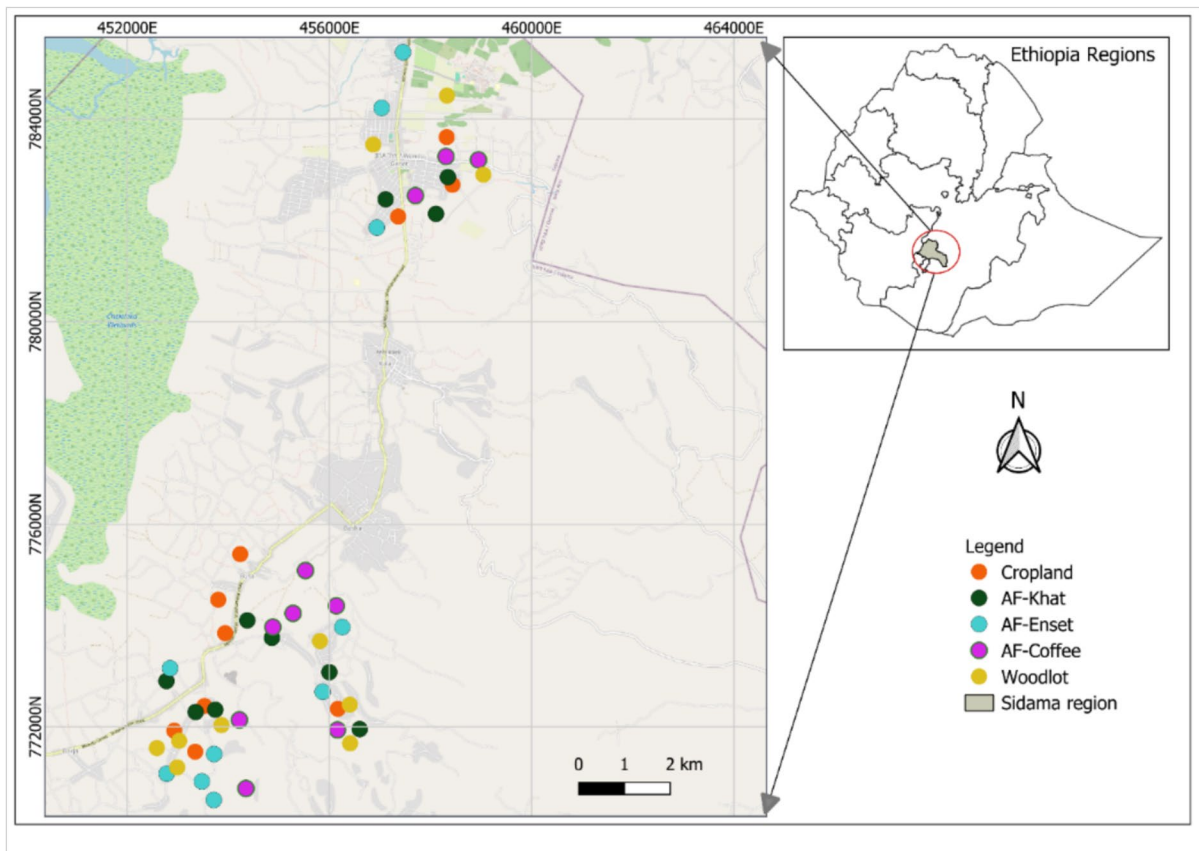 452000E 456000E 460000E 464000E
Ethiopia Regions
784000N
780000N
776000N
772000N
N
Legend
Cropland
AF-Khat
AF-Enset
AF-Coffee
Woodlot
Sidama region
0 1 2 km